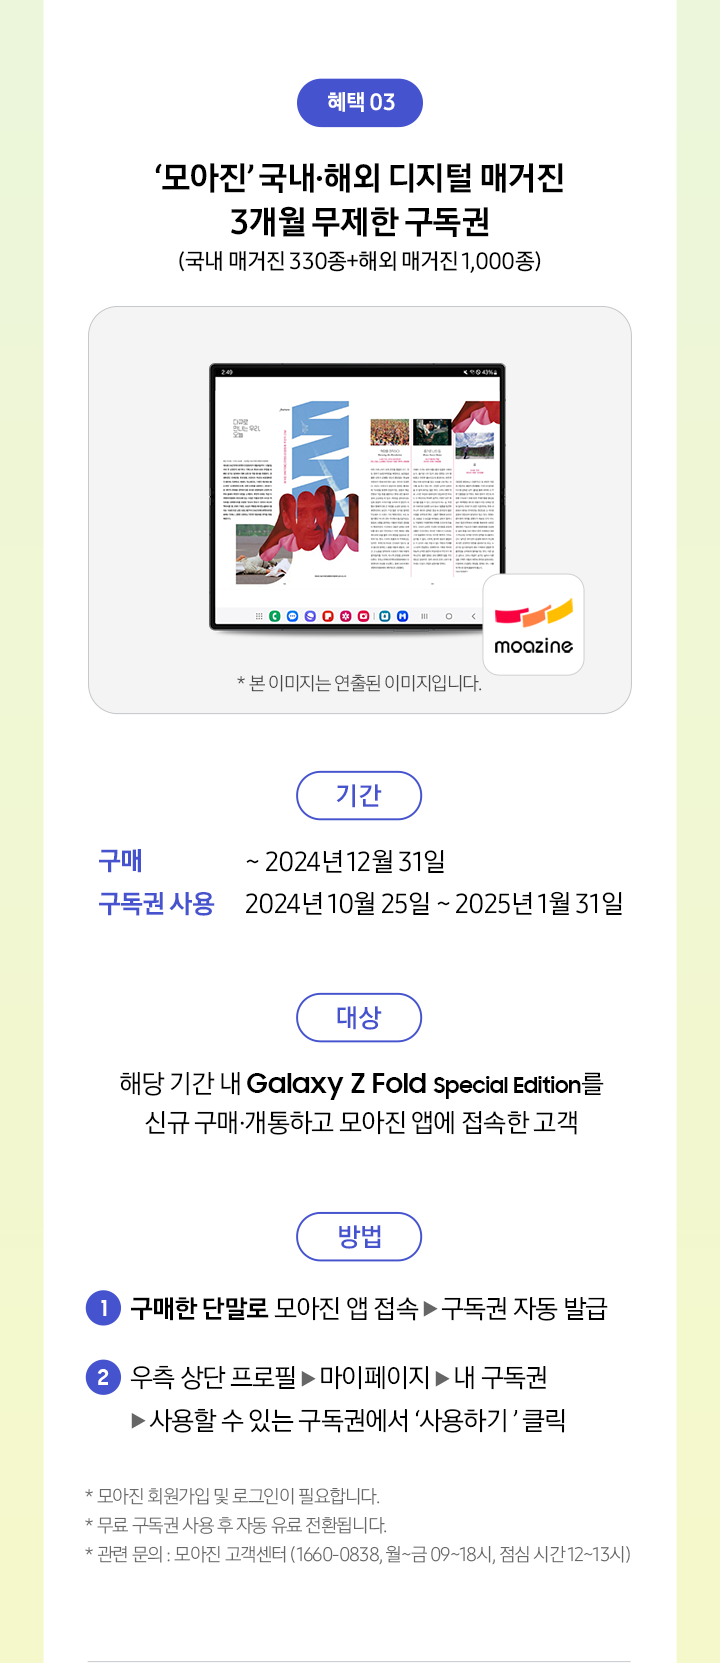 혜택 03
‘모아진’ 국내·해외 디지털 매거진
3개월 무제한 구독권
(국내 매거진 330종+해외 매거진 1,000종)
2:49
43%
다규로
만나는 우리,
오늘
moazine
* 본 이미지는 연출된 이미지입니다.
기간
구매 ~ 2024년 12월 31일
구독권 사용 2024년 10월 25일 ~ 2025년 1월 31일
대상
해당 기간 내 Galaxy Z Fold Special Edition를
신규 구매·개통하고 모아진 앱에 접속한 고객
방법
1 구매한 단말로 모아진 앱 접속 ▶ 구독권 자동 발급
2 우측 상단 프로필 ▶ 마이페이지 ▶ 내 구독권
▶ 사용할 수 있는 구독권에서 ‘사용하기 ’ 클릭
* 모아진 회원가입 및 로그인이 필요합니다.
* 무료 구독권 사용 후 자동 유료 전환됩니다.
* 관련 문의 : 모아진 고객센터 (1660-0838, 월~금 09~18시, 점심 시간 12~13시)